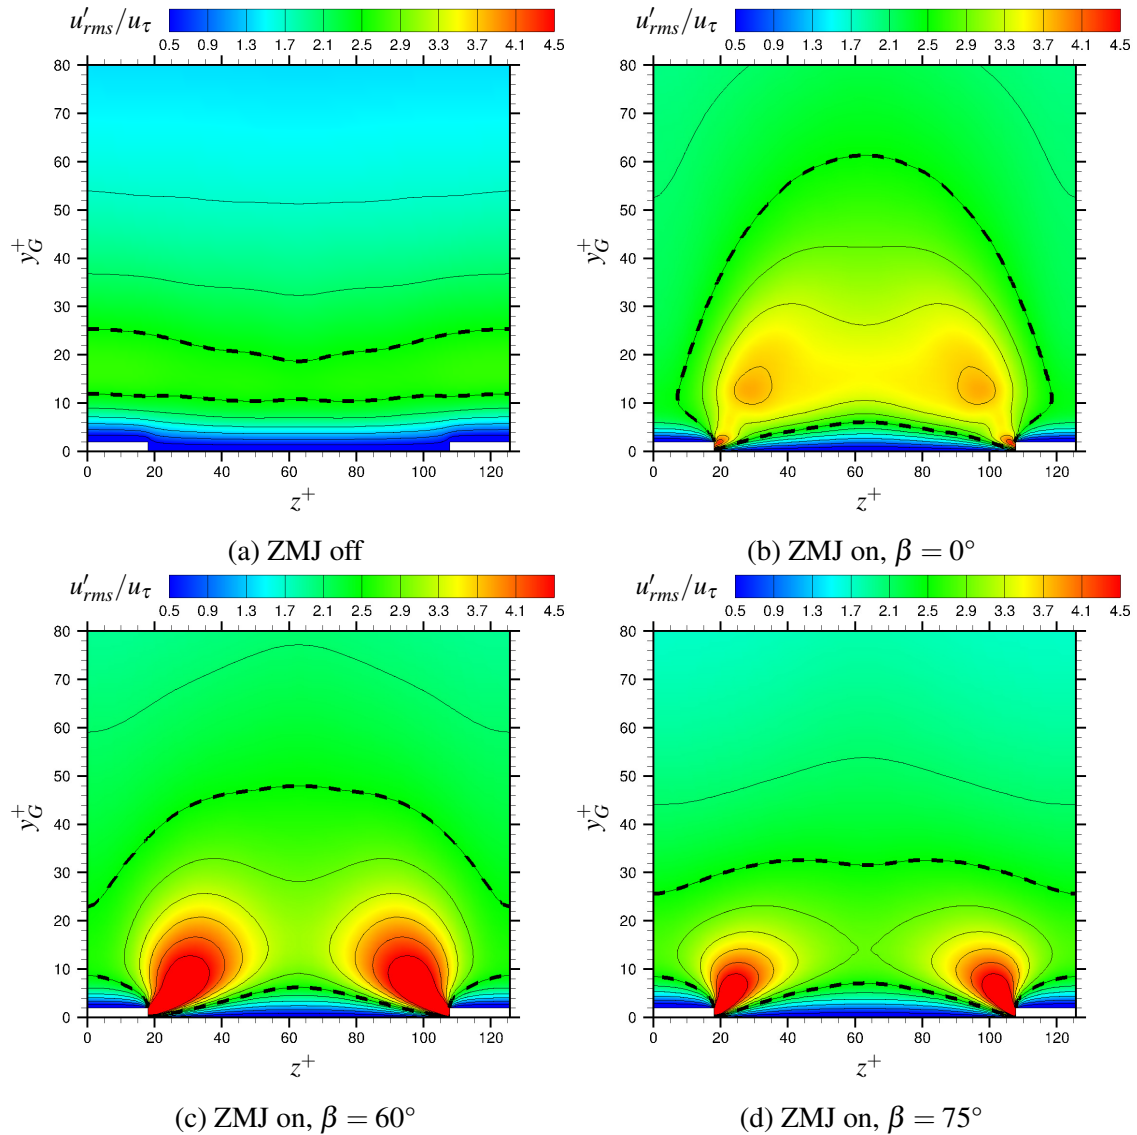 u′rms/uτ u′rms/uτ
0.5 0.9 1.3 1.7 2.1 2.5 2.9 3.3 3.7 4.1 4.5 0.5 0.9 1.3 1.7 2.1 2.5 2.9 3.3 3.7 4.1 4.5
80 80
70 70
60 60
50 50
y+G y+G
40 40
30 30
20 20
10 10
0 0
0 20 40 60 80 100 120 0 20 40 60 80 100 120
z+ z+
(a) ZMJ off (b) ZMJ on, β = 0°
u′rms/uτ u′rms/uτ
0.5 0.9 1.3 1.7 2.1 2.5 2.9 3.3 3.7 4.1 4.5 0.5 0.9 1.3 1.7 2.1 2.5 2.9 3.3 3.7 4.1 4.5
80 80
70 70
60 60
50 50
y+G y+G
40 40
30 30
20 20
10 10
0 0
0 20 40 60 80 100 120 0 20 40 60 80 100 120
z+ z+
(c) ZMJ on, β = 60° (d) ZMJ on, β = 75°